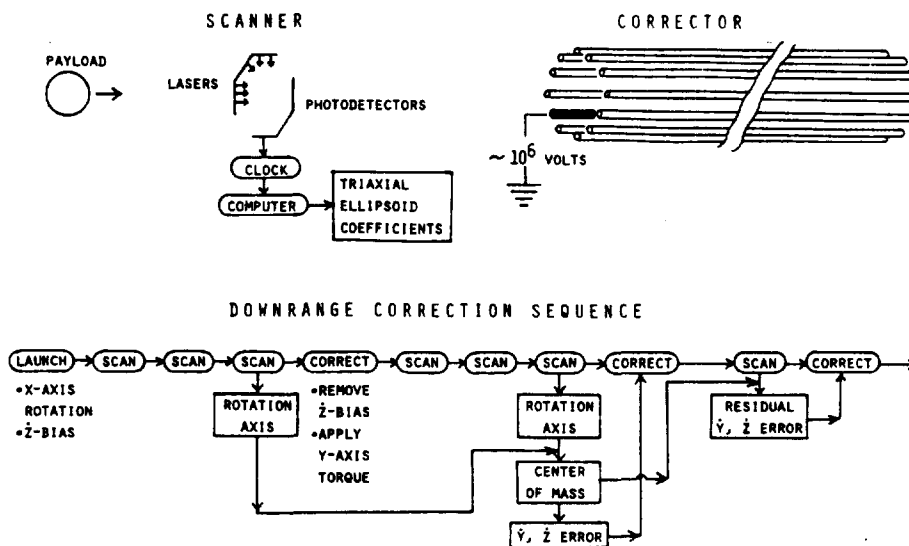 SCANNER
CORRECTOR
PAYLOAD
LASERS
PHOTODETECTORS
CLOCK
COMPUTER
TRIAXIAL
ELLIPSOID
COEFFICIENTS
~ 10⁶ VOLTS
DOWNRANGE CORRECTION SEQUENCE
LAUNCH SCAN SCAN SCAN CORRECT SCAN SCAN SCAN CORRECT SCAN CORRECT
•X-AXIS
ROTATION
•Ż-BIAS
ROTATION
AXIS
•REMOVE
Ż-BIAS
•APPLY
Y-AXIS
TORQUE
ROTATION
AXIS
CENTER
OF MASS
Ẏ, Ż ERROR
RESIDUAL
Ẏ, Ż ERROR